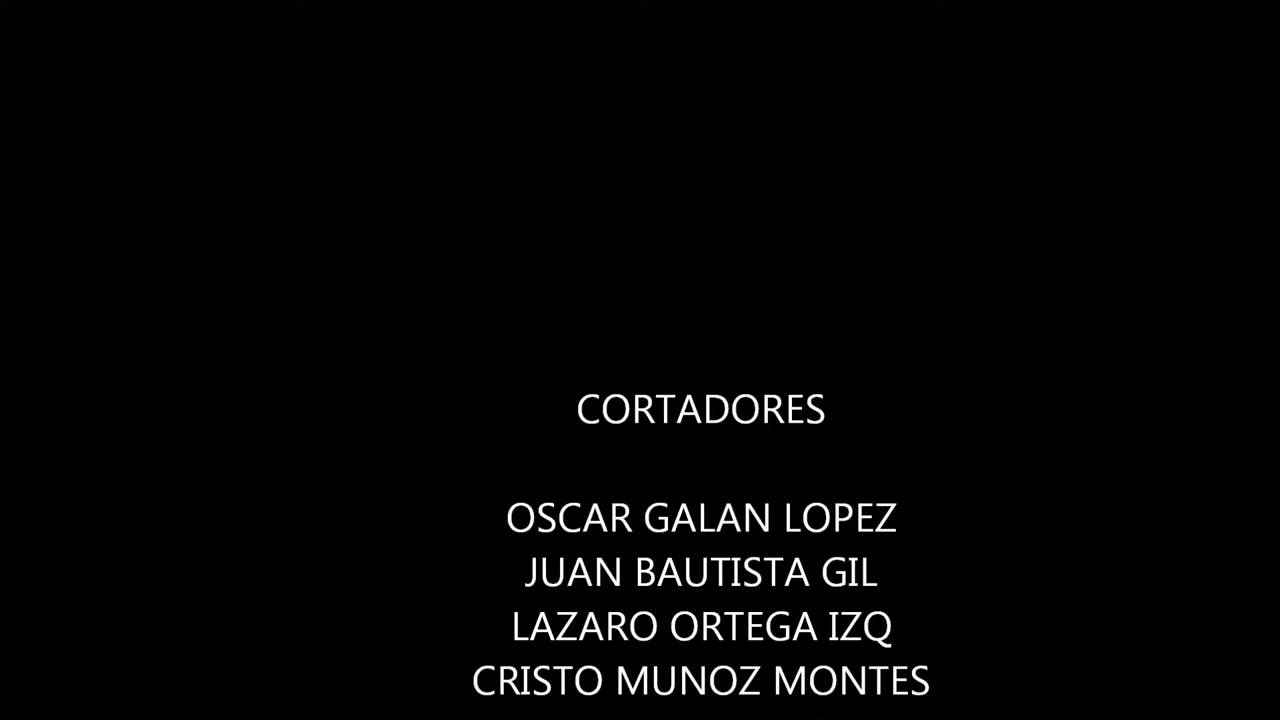 CORTADORES
OSCAR GALAN LOPEZ
JUAN BAUTISTA GIL
LAZARO ORTEGA IZQ
CRISTO MUNOZ MONTES